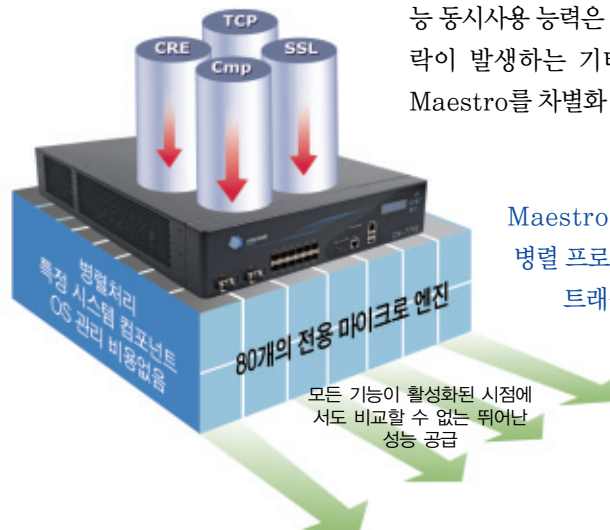 능 동시사용 능력은
락이 발생하는 기타
Maestro를 차별화
TCP
CRE
SSL
Cmp
Maestro
병렬 프로
트래
병렬처리
특정 시스템 컴포넌트
OS 관리 비용없음
80개의 전용 마이크로 엔진
모든 기능이 활성화된 시점에
서도 비교할 수 없는 뛰어난
성능 공급